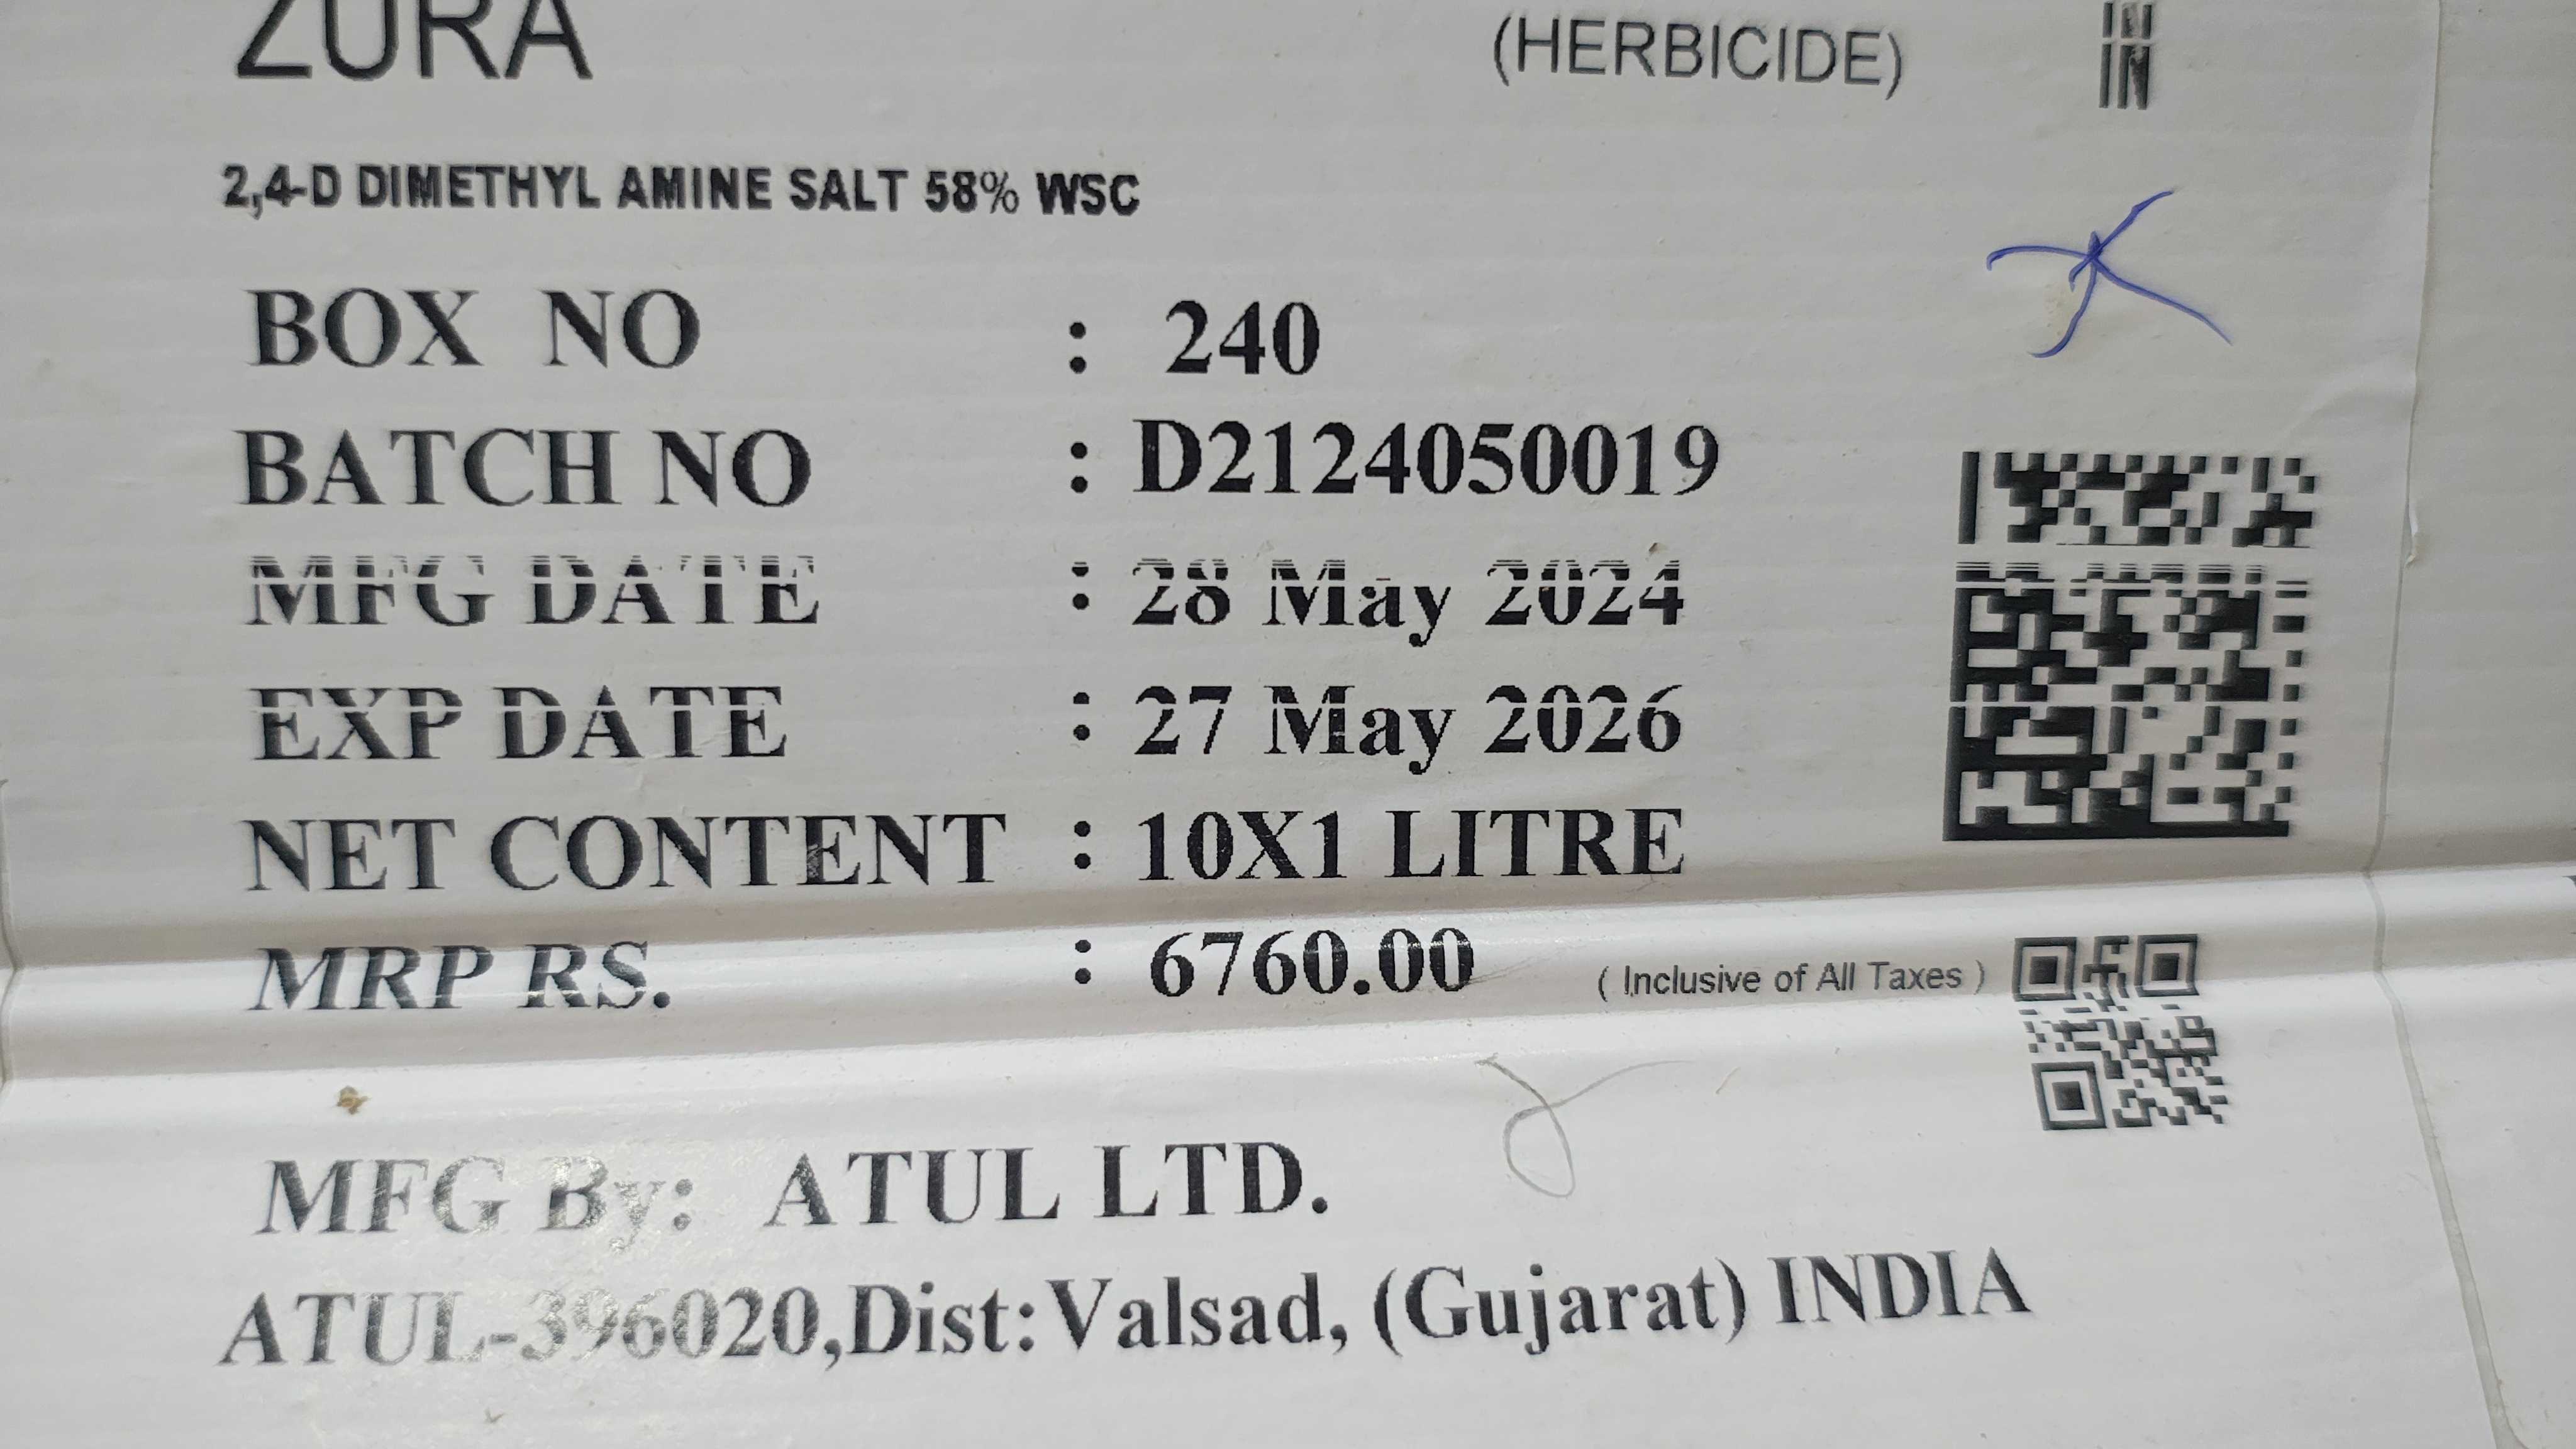 ZURA (HERBICIDE)
2,4-D DIMETHYL AMINE SALT 58% WSC
BOX NO : 240
BATCH NO : D2124050019
MFG DATE : 28 May 2024
EXP DATE : 27 May 2026
NET CONTENT : 10X1 LITRE
MRP RS. : 6760.00 ( Inclusive of All Taxes )
MFG By: ATUL LTD.
ATUL-396020,Dist:Valsad, (Gujarat) INDIA